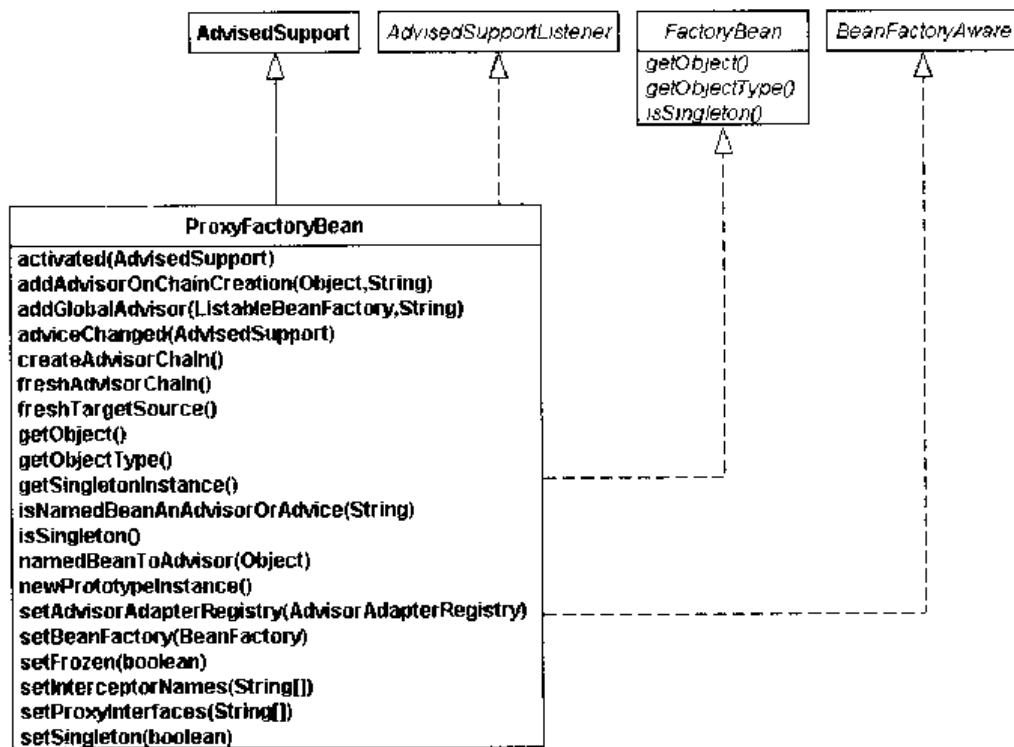 AdvisedSupport
AdvisedSupportListener
FactoryBean
getObject()
getObjectType()
isSingleton()
BeanFactoryAware
ProxyFactoryBean
activated(AdvisedSupport)
addAdvisorOnChainCreation(Object,String)
addGlobalAdvisor(ListableBeanFactory,String)
adviceChanged(AdvisedSupport)
createAdvisorChain()
freshAdvisorChain()
freshTargetSource()
getObject()
getObjectType()
getSingletonInstance()
isNamedBeanAnAdvisorOrAdvice(String)
isSingleton()
namedBeanToAdvisor(Object)
newPrototypeInstance()
setAdvisorAdapterRegistry(AdvisorAdapterRegistry)
setBeanFactory(BeanFactory)
setFrozen(boolean)
setInterceptorNames(String[])
setProxyInterfaces(String[])
setSingleton(boolean)